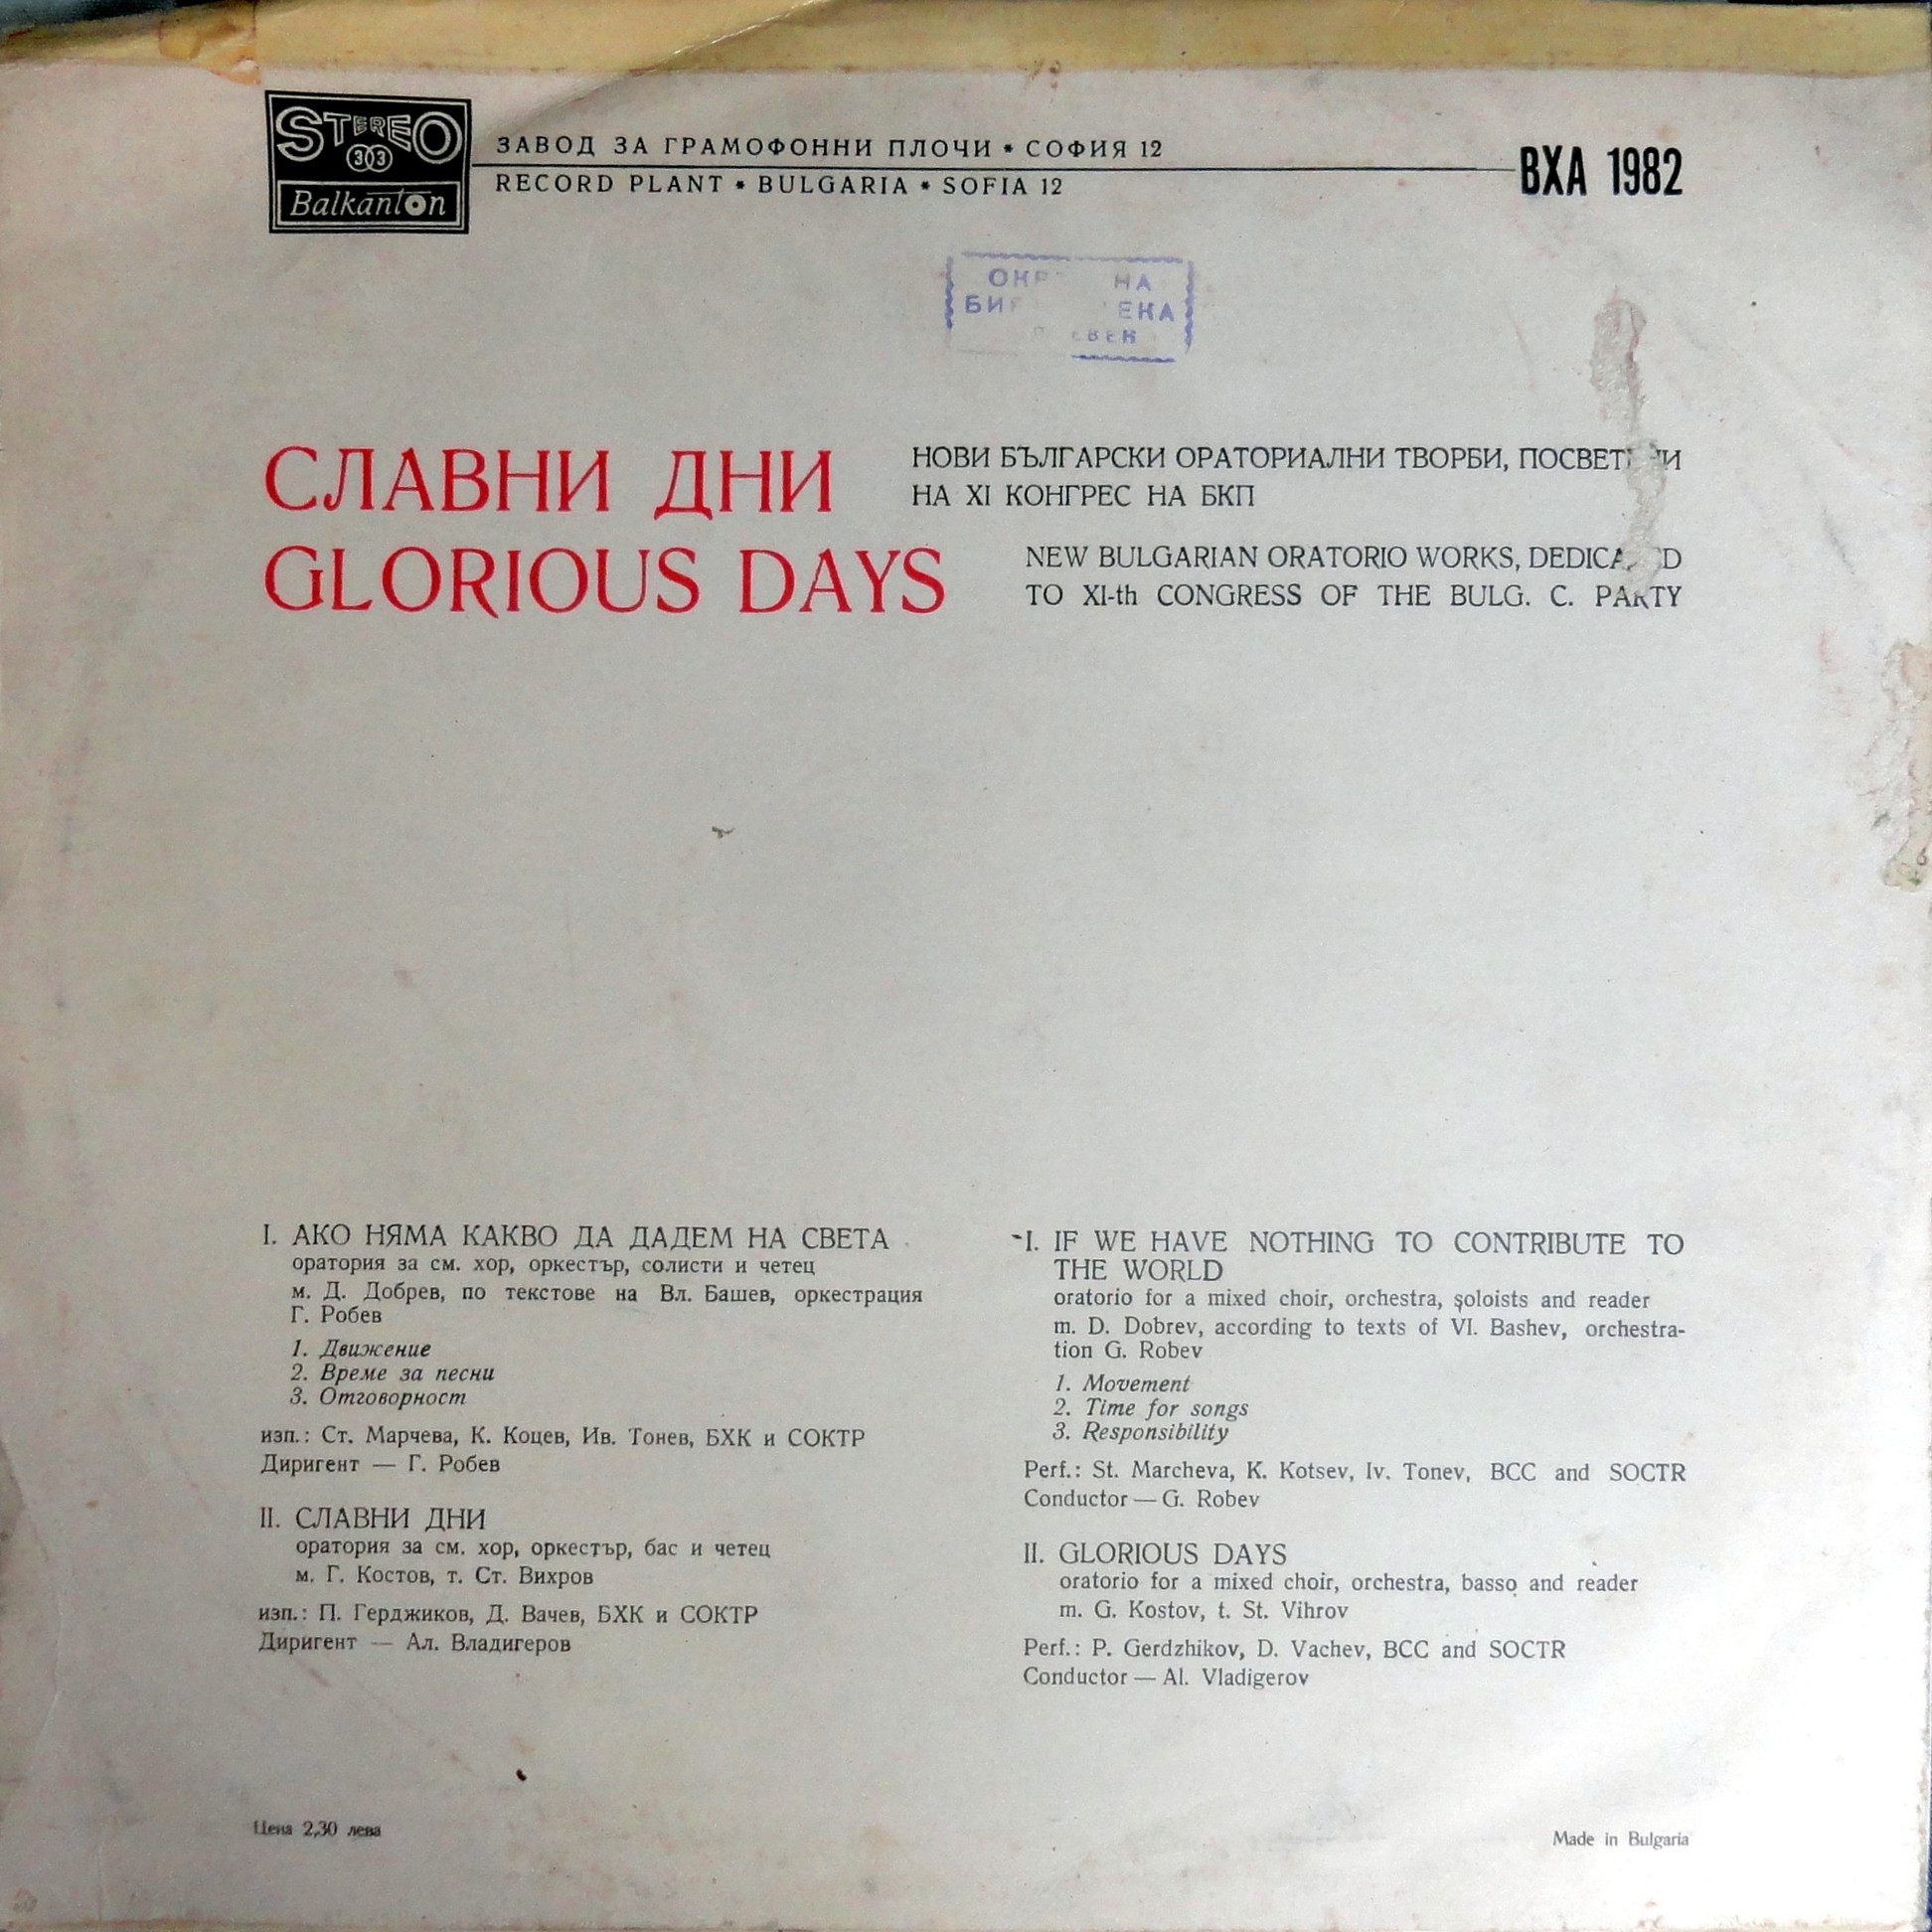 STEREO
33
Balkanton
ЗАВОД ЗА ГРАМОФОННИ ПЛОЧИ * СОФИЯ 12
RECORD PLANT * BULGARIA * SOFIA 12
ВХА 1982
СЛАВНИ ДНИ
НОВИ БЪЛГАРСКИ ОРАТОРИАЛНИ ТВОРБИ,
НА XI КОНГРЕС НА БКП
GLORIOUS DAYS
NEW BULGARIAN ORATORIO WORKS,
TO XI-th CONGRESS OF THE BULG. C. PARTY
I. АКО НЯМА КАКВО ДА ДАДЕМ НА СВЕТА
оратория за см. хор, оркестър, солисти и четец
м. Д. Добрев, по текстове на Вл. Башев, оркестрация
Г. Робев
1. Движение
2. Време за песни
3. Отговорност
изп.: Ст. Марчева, К. Коцев, Ив. Тонев, БХК и СОКТР
Диригент — Г. Робев
II. СЛАВНИ ДНИ
оратория за см. хор, оркестър, бас и четец
м. Г. Костов, т. Ст. Вихров
изп.: П. Герджиков, Д. Вачев, БХК и СОКТР
Диригент — Ал. Владигеров
I. IF WE HAVE NOTHING TO CONTRIBUTE TO
THE WORLD
oratorio for a mixed choir, orchestra, soloists and reader
m. D. Dobrev, according to texts of VI. Bashev, orchestra-
tion G. Robev
1. Movement
2. Time for songs
3. Responsibility
Perf.: St. Marcheva, K. Kotsev, Iv. Tonev, BCC and SOCTR
Conductor — G. Robev
II. GLORIOUS DAYS
oratorio for a mixed choir, orchestra, basso and reader
m. G. Kostov, t. St. Vihrov
Perf.: P. Gerdzhikov, D. Vachev, BCC and SOCTR
Conductor — Al. Vladigerov
Цена 2,30 лева
Made in Bulgaria